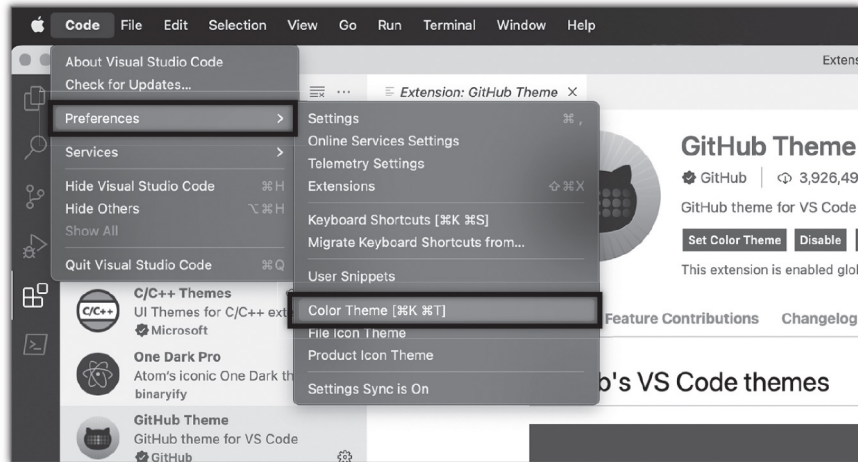 Code File Edit Selection View Go Run Terminal Window Help
About Visual Studio Code
Check for Updates...
Preferences >
Services >
Hide Visual Studio Code ⌘H
Hide Others ⌥⌘H
Show All
Quit Visual Studio Code ⌘Q
Extens
Extension: GitHub Theme ×
Settings ⌘,
Online Services Settings
Telemetry Settings
Extensions ⇧⌘X
Keyboard Shortcuts [⌘K ⌘S]
Migrate Keyboard Shortcuts from...
User Snippets
Color Theme [⌘K ⌘T]
File Icon Theme
Product Icon Theme
Settings Sync is On
GitHub Theme
GitHub 3,926,49
GitHub theme for VS Code
Set Color Theme Disable
This extension is enabled glo
Feature Contributions Changelog
b's VS Code themes
C/C++ Themes
C/C++
UI Themes for C/C++ ext
Microsoft
One Dark Pro
Atom's iconic One Dark th
binaryify
GitHub Theme
GitHub theme for VS Code
GitHub